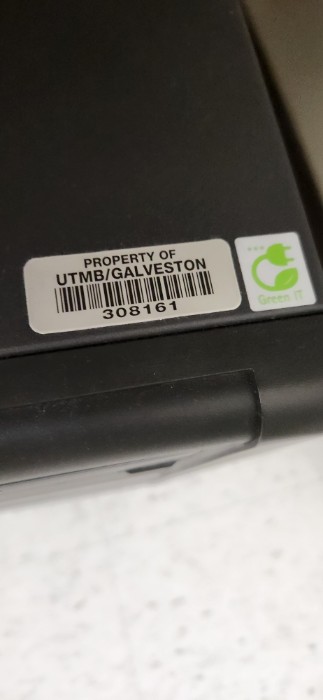 PROPERTY OF
UTMB/GALVESTON
308161
Green IT